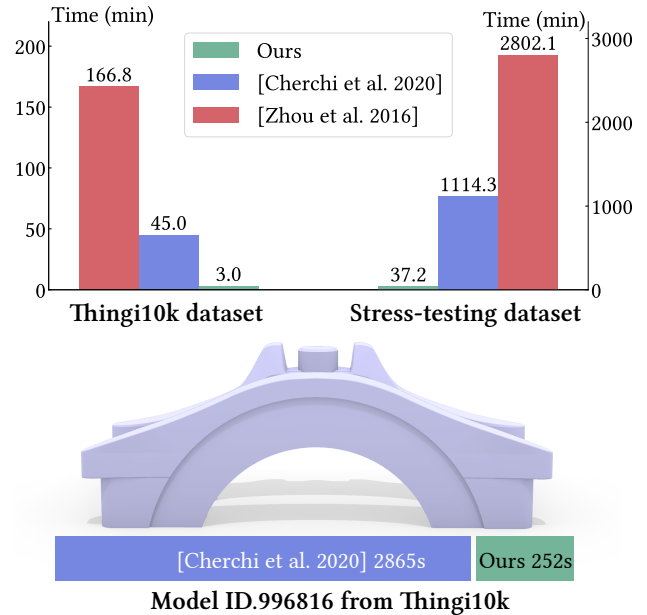 Time (min)
Time (min)
200
150
100
50
0
3000
2000
1000
0
Ours
[Cherchi et al. 2020]
[Zhou et al. 2016]
166.8
45.0
3.0
37.2
1114.3
2802.1
Thingi10k dataset
Stress-testing dataset
[Cherchi et al. 2020] 2865s
Ours 252s
Model ID.996816 from Thingi10k